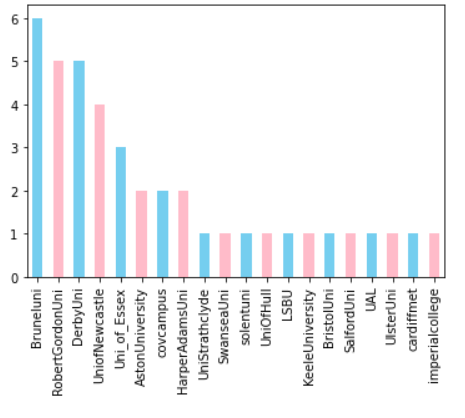 6
5
4
3
2
1
0
Bruneluni
RobertGordonUni
DerbyUni
UniofNewcastle
Uni_of_Essex
AstonUniversity
covcampus
HarperAdamsUni
UniStrathclyde
SwanseaUni
solentuni
UniOfHull
LSBU
KeeleUniversity
BristolUni
SalfordUni
UAL
UlsterUni
cardiffmet
imperialcollege